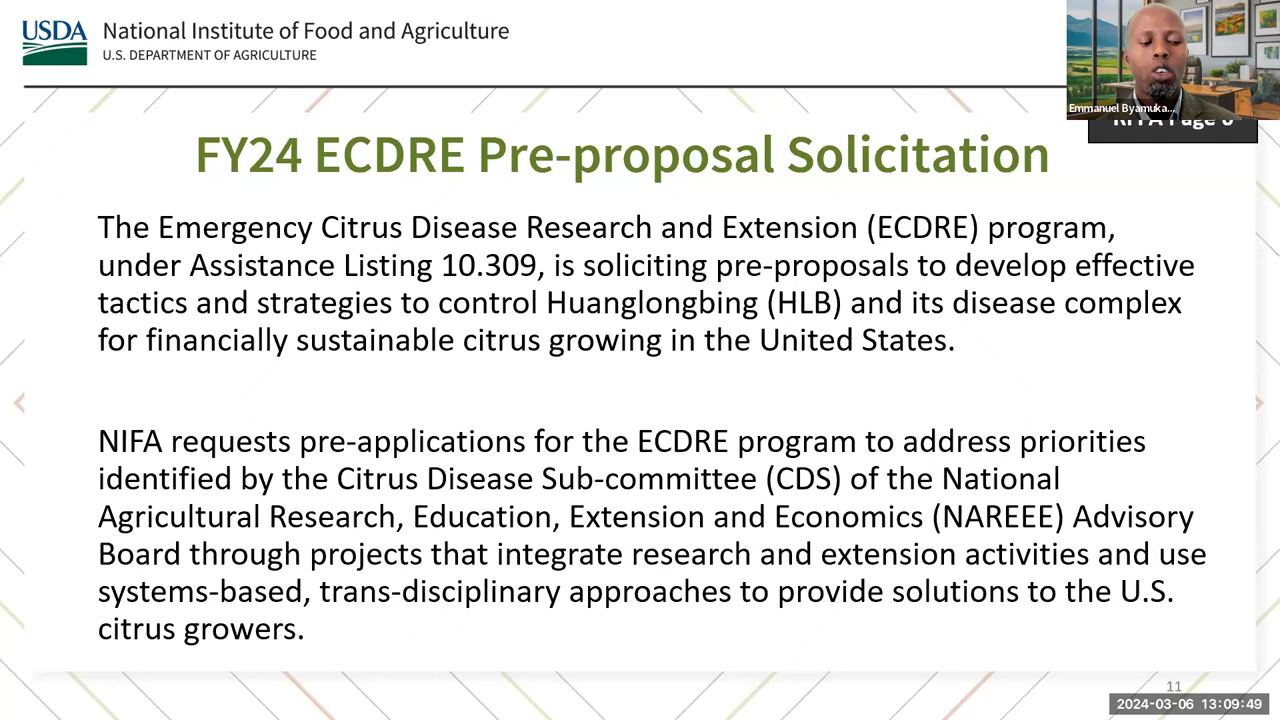 USDA
National Institute of Food and Agriculture
U.S. DEPARTMENT OF AGRICULTURE
Emmanuel Byamuka...
Page
FY24 ECDRE Pre-proposal Solicitation
The Emergency Citrus Disease Research and Extension (ECDRE) program,
under Assistance Listing 10.309, is soliciting pre-proposals to develop effective
tactics and strategies to control Huanglongbing (HLB) and its disease complex
for financially sustainable citrus growing in the United States.
NIFA requests pre-applications for the ECDRE program to address priorities
identified by the Citrus Disease Sub-committee (CDS) of the National
Agricultural Research, Education, Extension and Economics (NAREEE) Advisory
Board through projects that integrate research and extension activities and use
systems-based, trans-disciplinary approaches to provide solutions to the U.S.
citrus growers.
11
2024-03-06 13:09:49